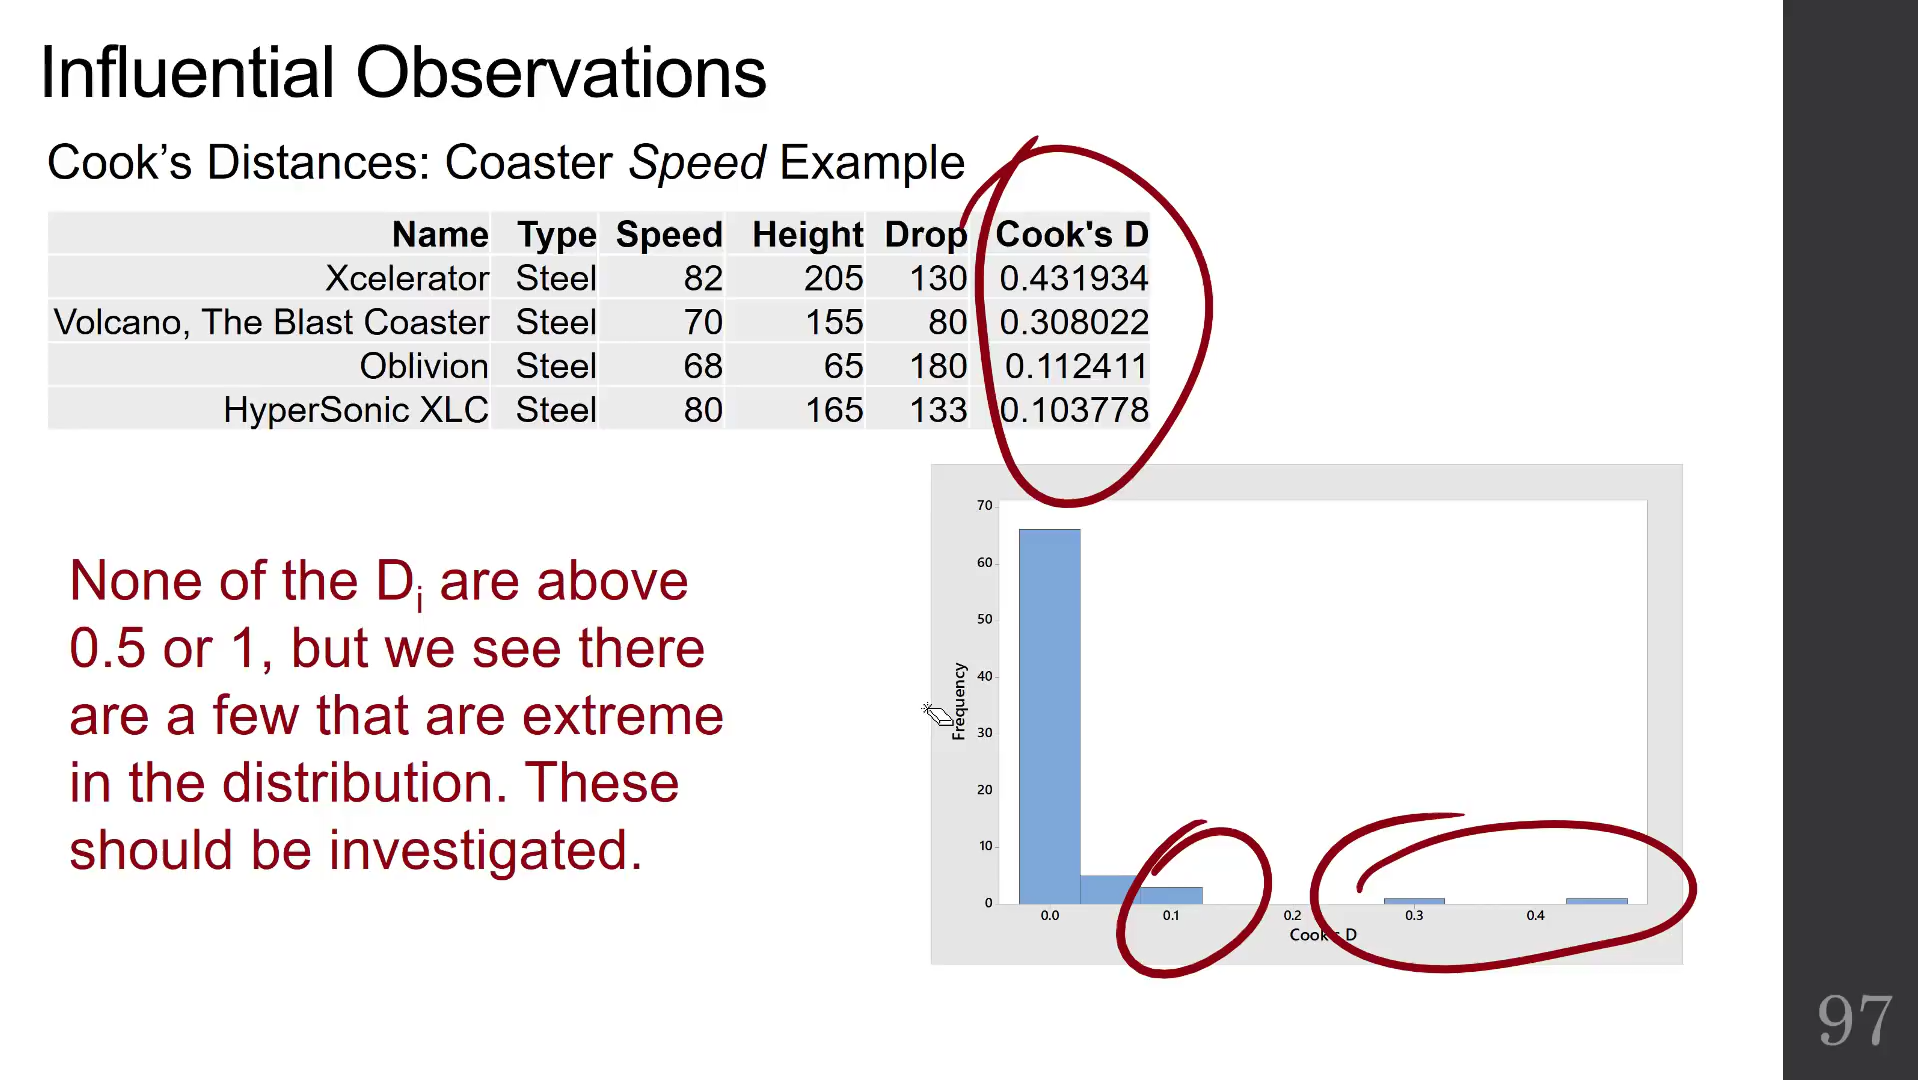 Influential Observations
Cook's Distances: Coaster Speed Example
Name Type Speed Height Drop Cook's D
Xcelerator Steel 82 205 130 0.431934
Volcano, The Blast Coaster Steel 70 155 80 0.308022
Oblivion Steel 68 65 180 0.112411
HyperSonic XLC Steel 80 165 133 0.103778
None of the Di are above
0.5 or 1, but we see there
are a few that are extreme
in the distribution. These
should be investigated.
70
60
50
40
30
20
10
0
Frequency
0.0 0.1 0.2 0.3 0.4
Cook's D
97